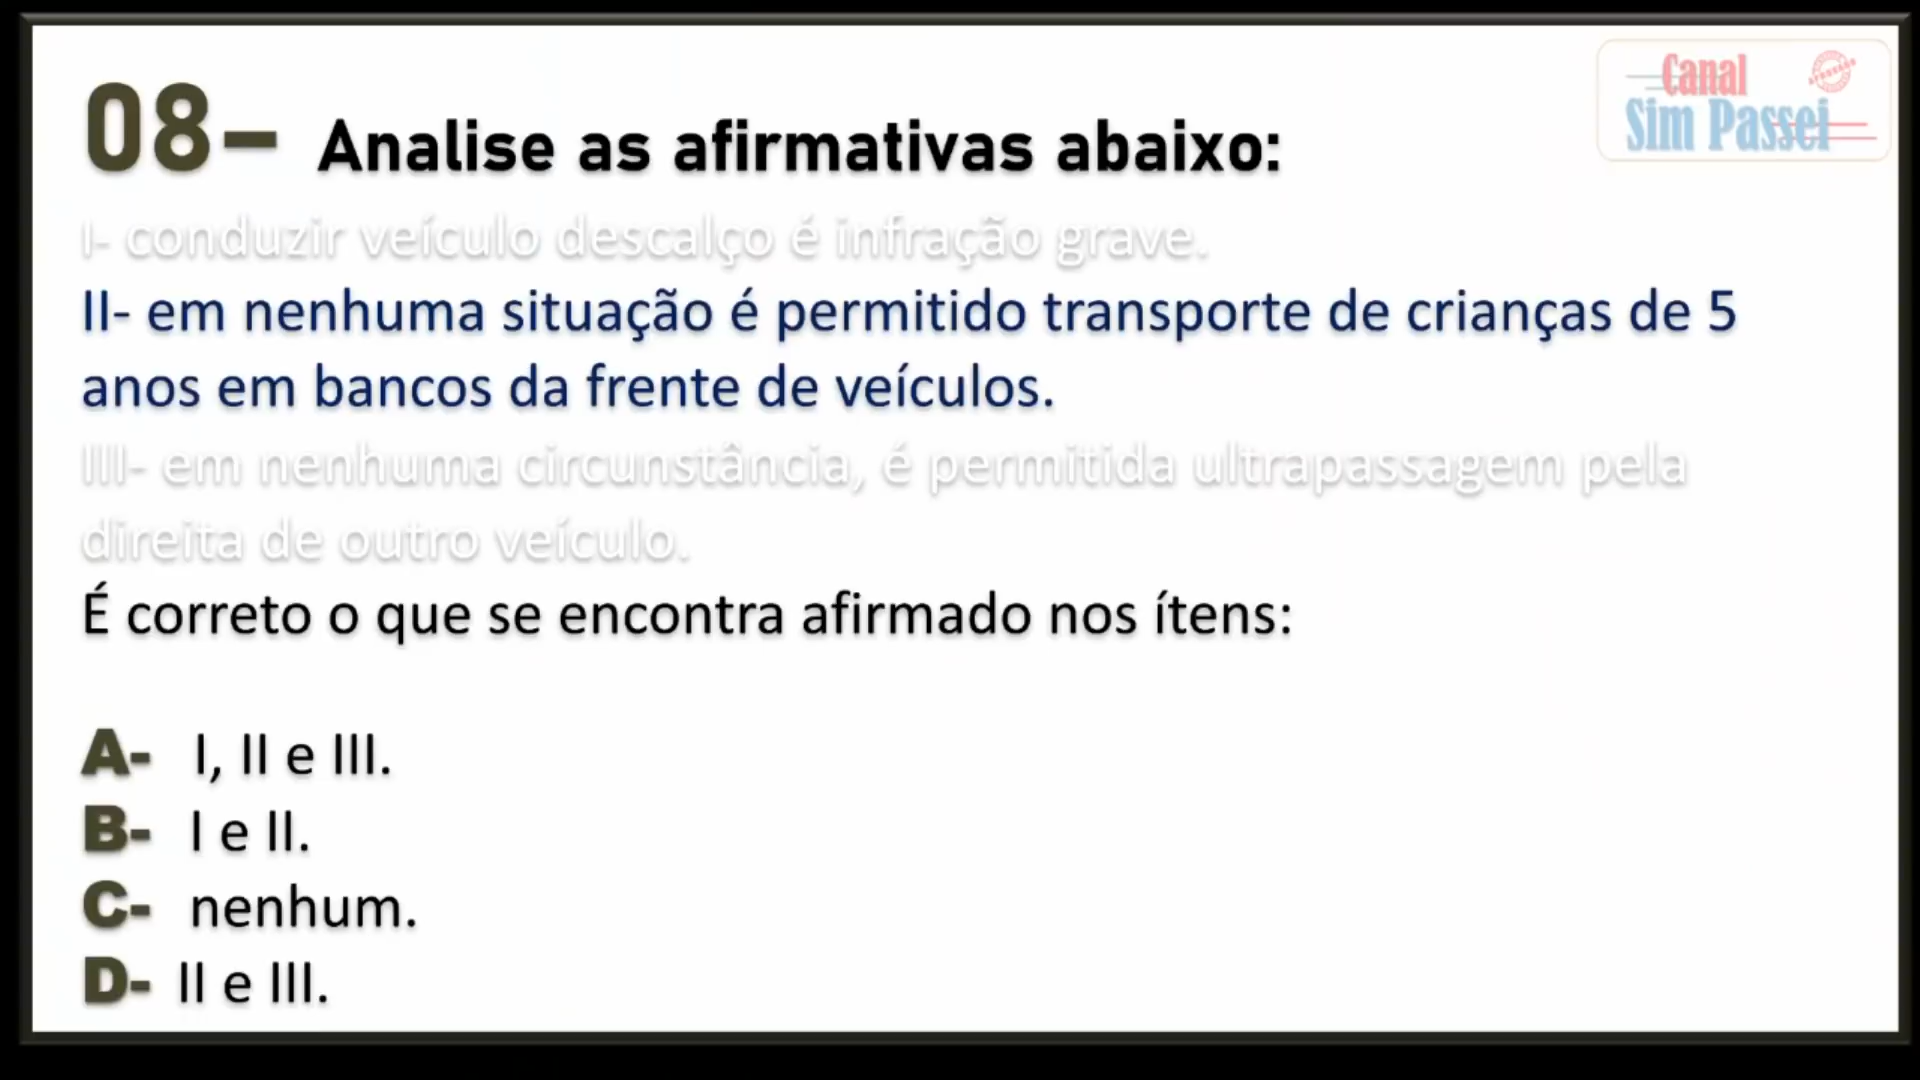 Canal
Sim Passei
APROVADO
08- Analise as afirmativas abaixo:
I- conduzir veículo descalço é infração grave.
II- em nenhuma situação é permitido transporte de crianças de 5
anos em bancos da frente de veículos.
III- em nenhuma circunstância, é permitida ultrapassagem pela
direita de outro veículo.
É correto o que se encontra afirmado nos ítens:
A- I, II e III.
B- I e II.
C- nenhum.
D- II e III.